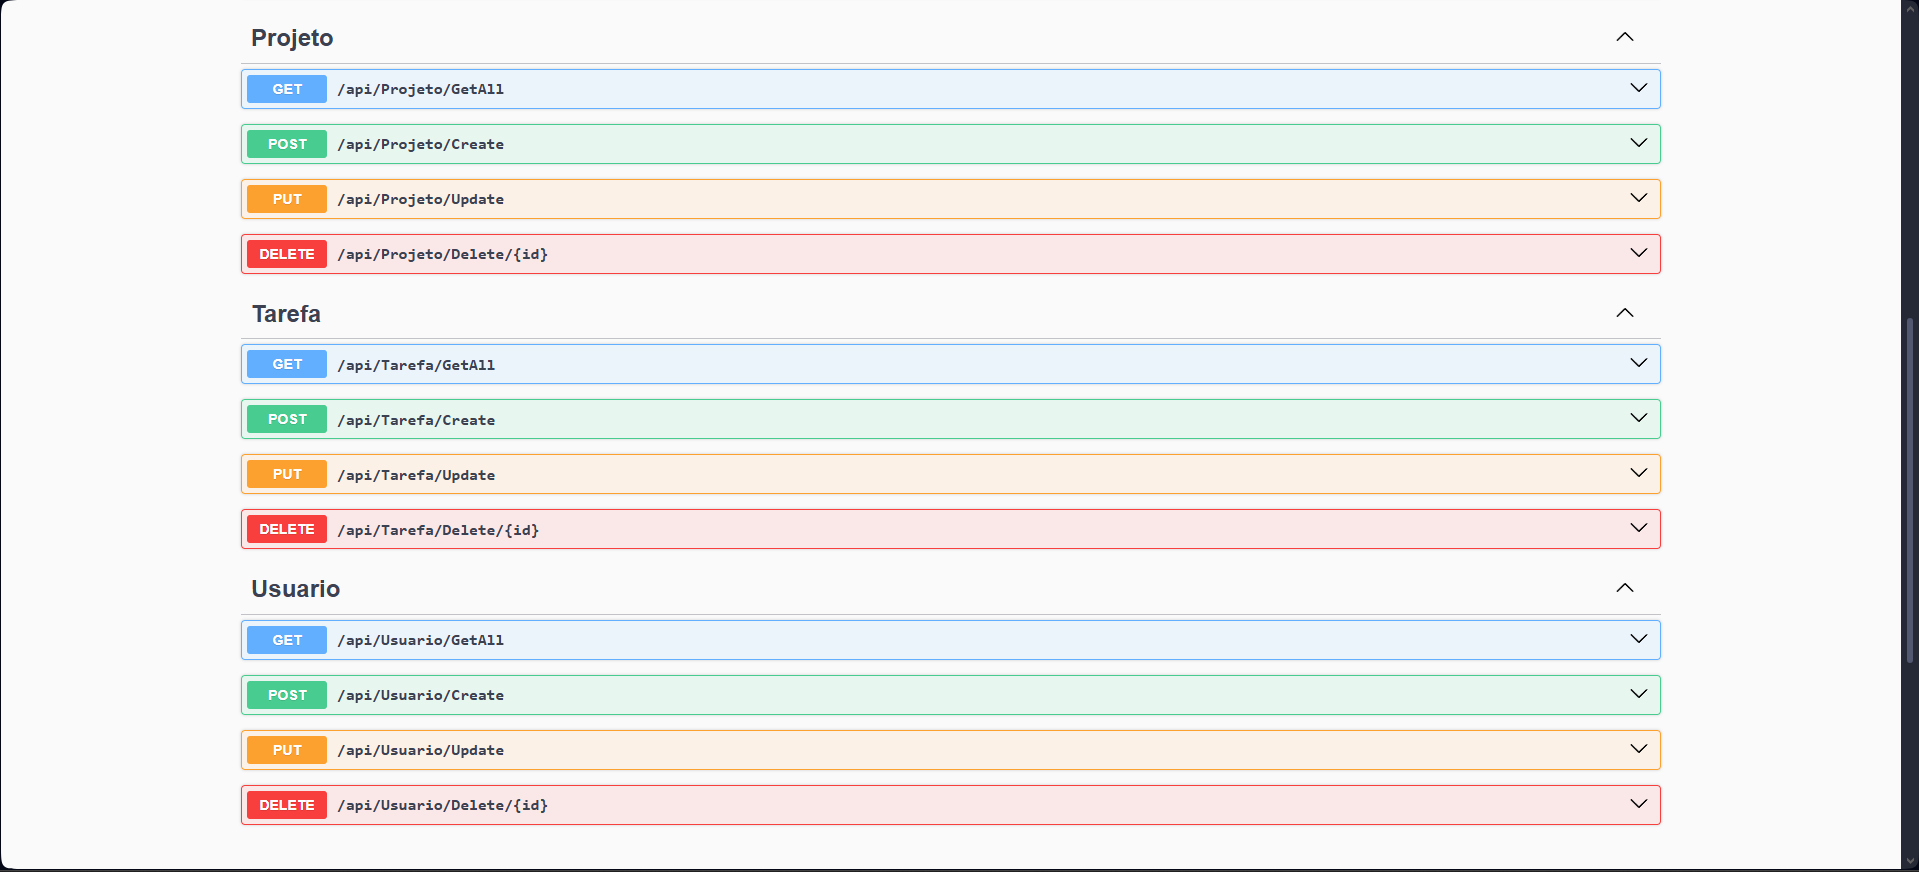 Projeto
GET /api/Projeto/GetAll
POST /api/Projeto/Create
PUT /api/Projeto/Update
DELETE /api/Projeto/Delete/{id}
Tarefa
GET /api/Tarefa/GetAll
POST /api/Tarefa/Create
PUT /api/Tarefa/Update
DELETE /api/Tarefa/Delete/{id}
Usuario
GET /api/Usuario/GetAll
POST /api/Usuario/Create
PUT /api/Usuario/Update
DELETE /api/Usuario/Delete/{id}